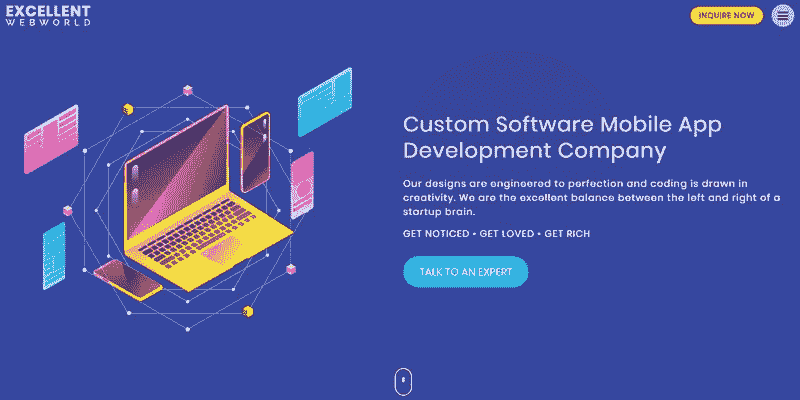 EXCELLENT
WEBWORLD
INQUIRE NOW
Custom Software Mobile App
Development Company
Our designs are engineered to perfection and coding is drawn in
creativity. We are the excellent balance between the left and right of a
startup brain.
GET NOTICED • GET LOVED • GET RICH
TALK TO AN EXPERT